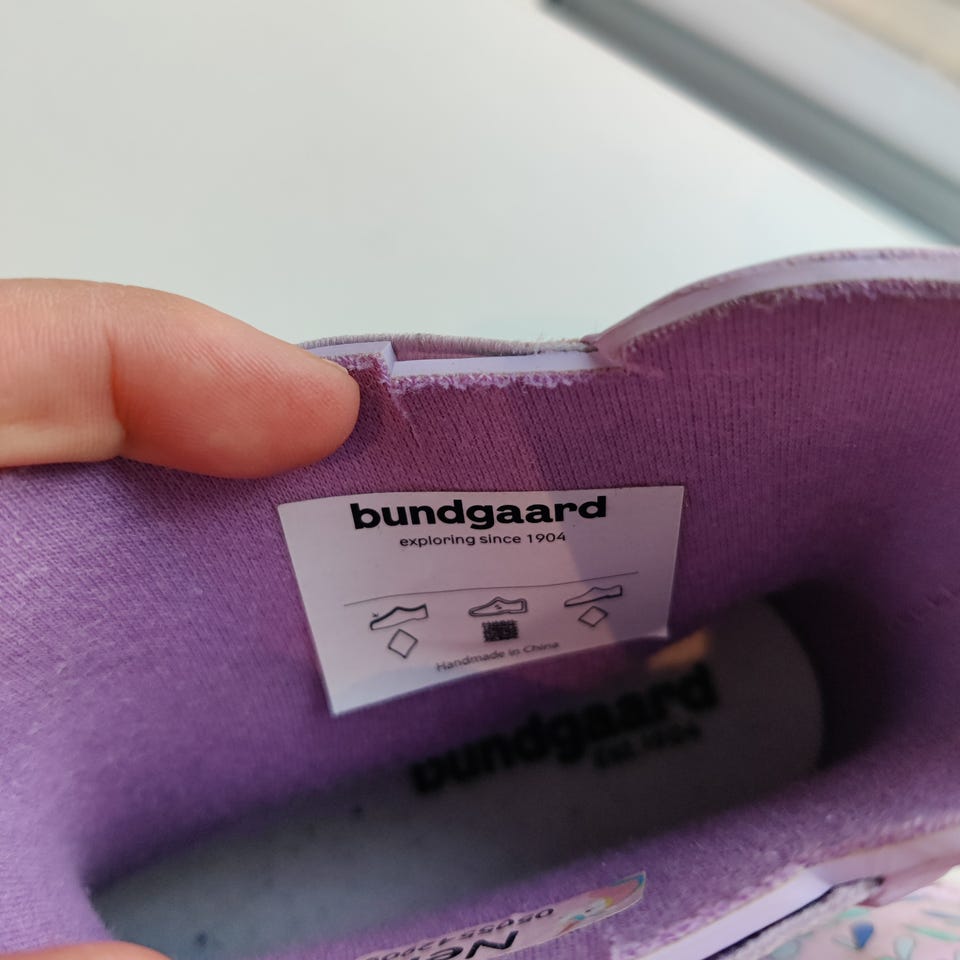 bundgaard
exploring since 1904
Handmade in China
bundgaard
Est. 1904